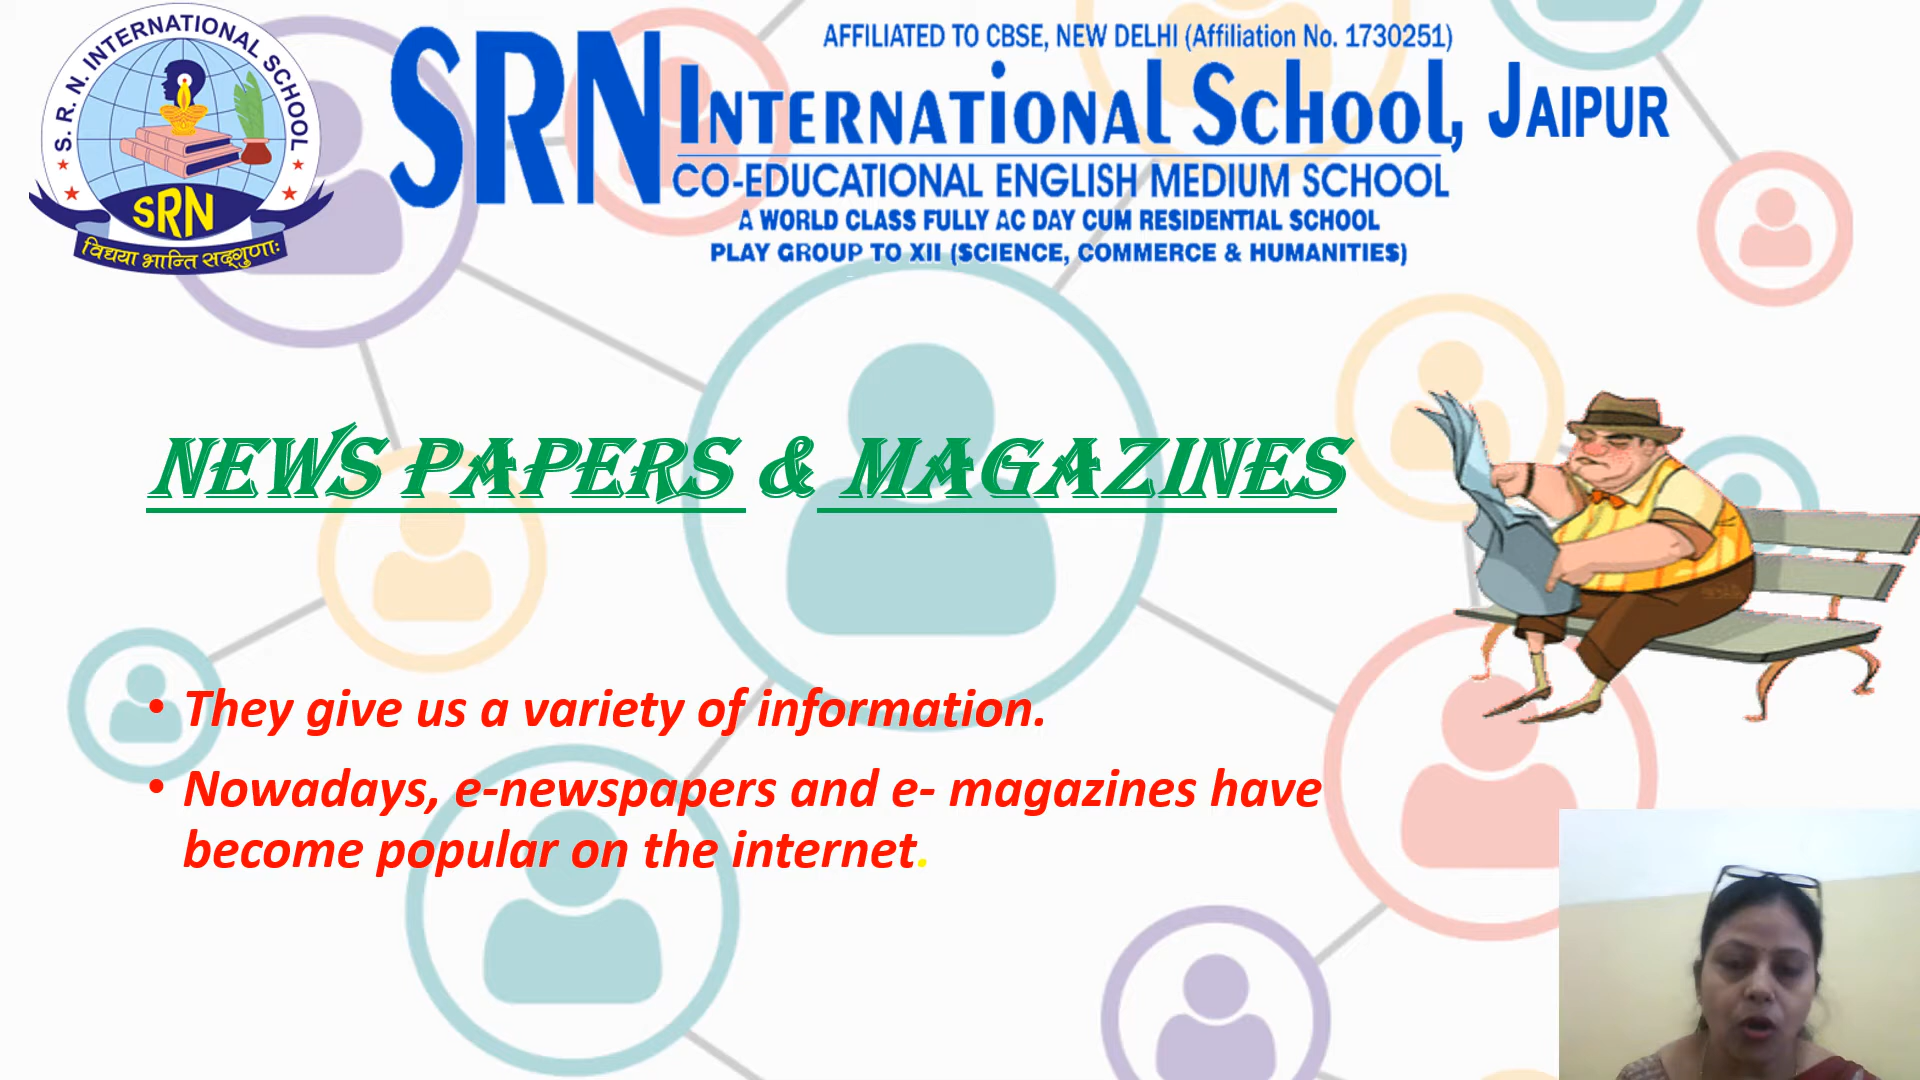 S. R. N. INTERNATIONAL SCHOOL
SRN
विद्यया भान्ति सद्गुणाः
AFFILIATED TO CBSE, NEW DELHI (Affiliation No. 1730251)
SRN INTERNATIONAL SCHOOL, JAIPUR
CO-EDUCATIONAL ENGLISH MEDIUM SCHOOL
A WORLD CLASS FULLY AC DAY CUM RESIDENTIAL SCHOOL
PLAY GROUP TO XII (SCIENCE, COMMERCE & HUMANITIES)
NEWS PAPERS & MAGAZINES
• They give us a variety of information.
• Nowadays, e-newspapers and e- magazines have
become popular on the internet.